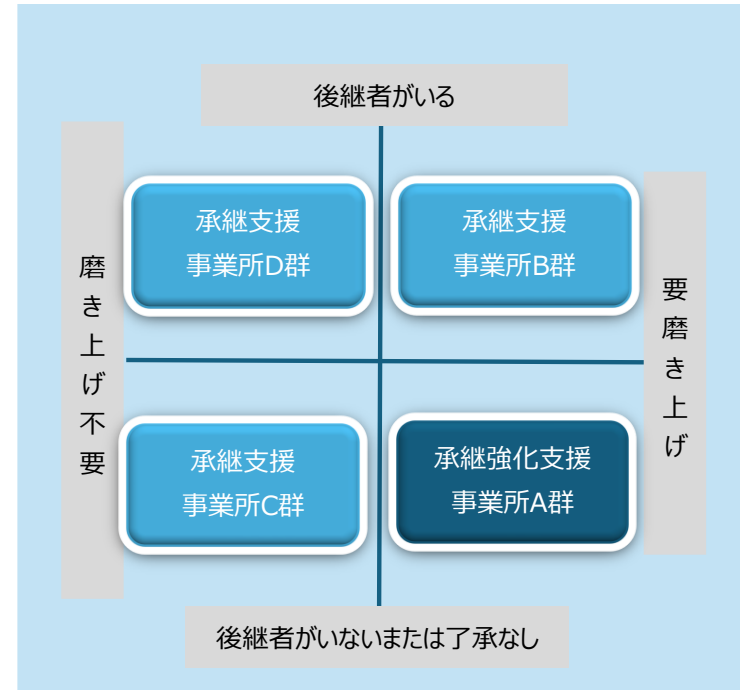 後継者がいる
磨き上げ不要
承継支援
事業所D群
承継支援
事業所B群
要磨き上げ
承継支援
事業所C群
承継強化支援
事業所A群
後継者がいないまたは了承なし